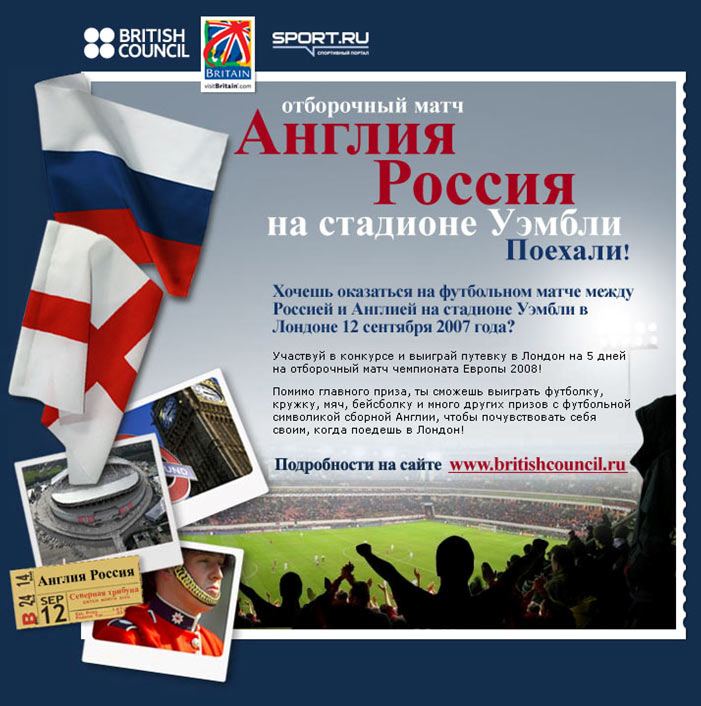 BRITISH
COUNCIL
BRITAIN
visitBritain.com
SPORT.RU
СПОРТИВНЫЙ ПОРТАЛ
отборочный матч
Англия
Россия
на стадионе Уэмбли
Поехали!
Хочешь оказаться на футбольном матче между
Россией и Англией на стадионе Уэмбли в
Лондоне 12 сентября 2007 года?
Участвуй в конкурсе и выиграй путевку в Лондон на 5 дней
на отборочный матч чемпионата Европы 2008!
Помимо главного приза, ты сможешь выиграть футболку,
кружку, мяч, бейсболку и много других призов с футбольной
символикой сборной Англии, чтобы почувствовать себя
своим, когда поедешь в Лондон!
Подробности на сайте www.britishcouncil.ru
UND
B 24 14
Англия Россия
SEP
12
Северная трибуна